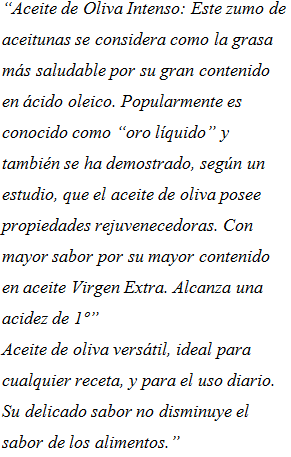 “Aceite de Oliva Intenso: Este zumo de
aceitunas se considera como la grasa
más saludable por su gran contenido
en ácido oleico. Popularmente es
conocido como “oro líquido” y
también se ha demostrado, según un
estudio, que el aceite de oliva posee
propiedades rejuvenecedoras. Con
mayor sabor por su mayor contenido
en aceite Virgen Extra. Alcanza una
acidez de 1º”
Aceite de oliva versátil, ideal para
cualquier receta, y para el uso diario.
Su delicado sabor no disminuye el
sabor de los alimentos.”